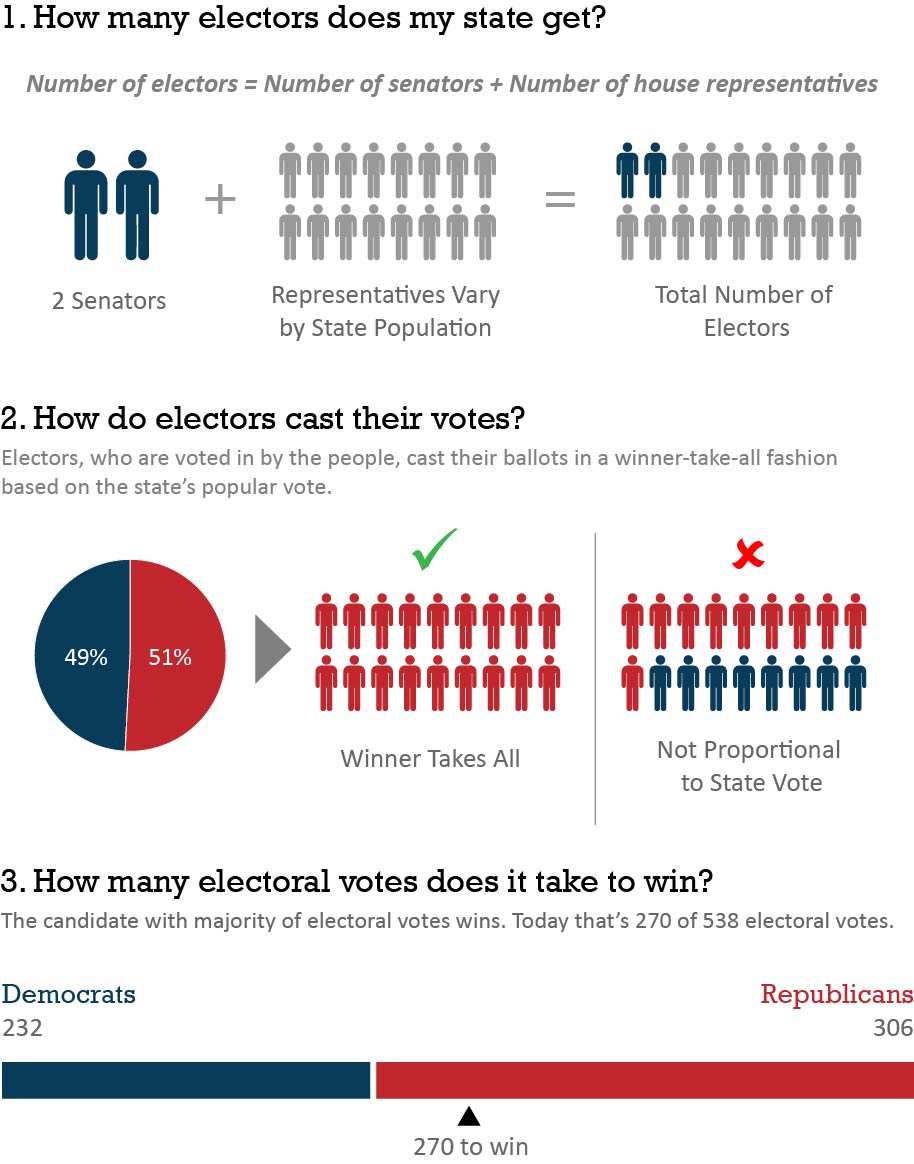 1. How many electors does my state get?
Number of electors = Number of senators + Number of house representatives
+
=
2 Senators
Representatives Vary
by State Population
Total Number of
Electors
2. How do electors cast their votes?
Electors, who are voted in by the people, cast their ballots in a winner-take-all fashion
based on the state's popular vote.
49%
51%
Winner Takes All
Not Proportional
to State Vote
3. How many electoral votes does it take to win?
The candidate with majority of electoral votes wins. Today that's 270 of 538 electoral votes.
Democrats
232
Republicans
306
270 to win